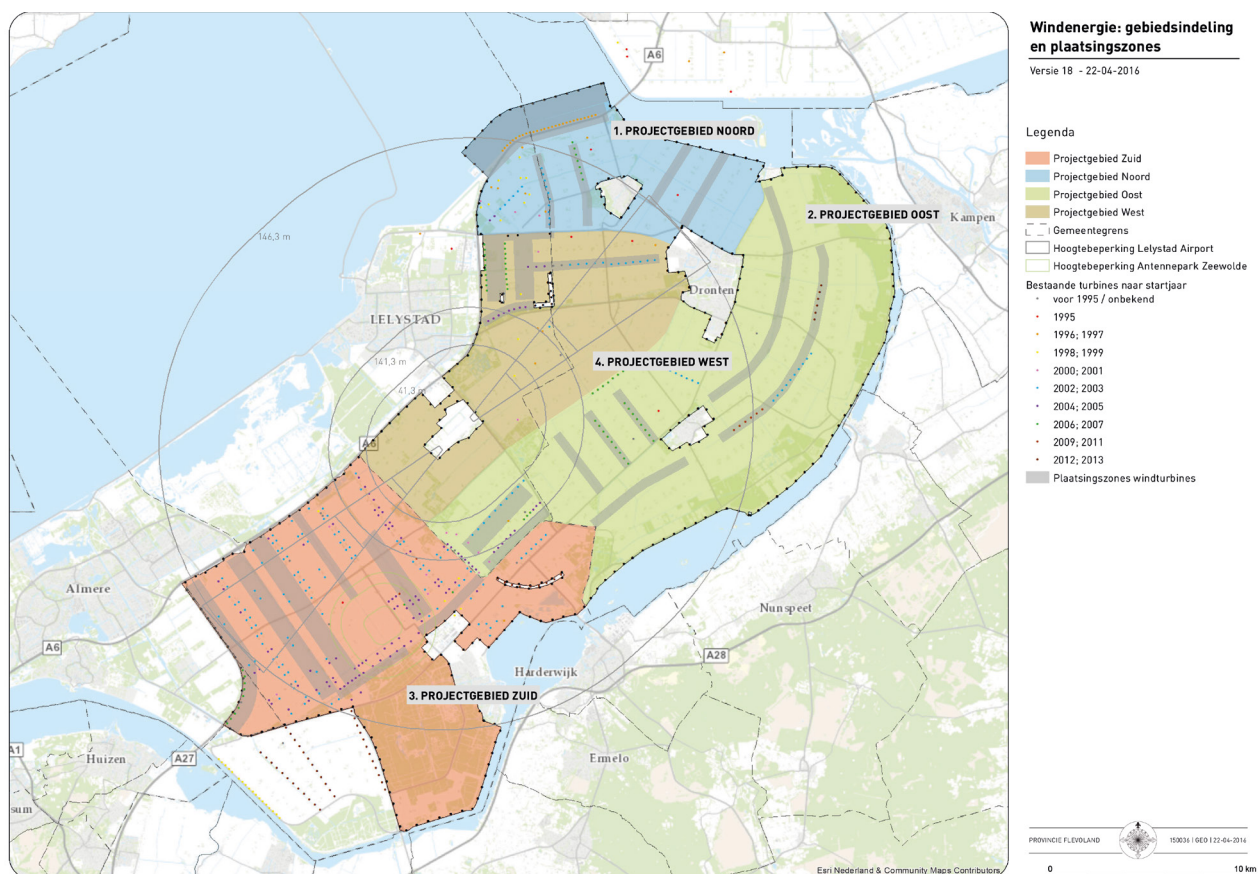 Windenergie: gebiedsindeling
en plaatsingszones
Versie 18 - 22-04-2016
Legenda
Projectgebied Zuid
Projectgebied Noord
Projectgebied Oost
Projectgebied West
Gemeentegrens
Hoogtebeperking Lelystad Airport
Hoogtebeperking Antennepark Zeewolde
Bestaande turbines naar startjaar
voor 1995 / onbekend
1995
1996; 1997
1998; 1999
2000; 2001
2002; 2003
2004; 2005
2006; 2007
2009; 2011
2012; 2013
Plaatsingszones windturbines
A6
1. PROJECTGEBIED NOORD
2. PROJECTGEBIED OOST
Kampen
146,3 m
Dronten
LELYSTAD
141,3 m
4. PROJECTGEBIED WEST
41,3 m
A6
Almere
Nunspeet
A6
A28
Harderwijk
3. PROJECTGEBIED ZUID
A1
Huizen
A27
Ermelo
sum
PROVINCIE FLEVOLAND
150036 | GEO | 22-04-2016
0
10 km
Esri Nederland & Community Maps Contributors